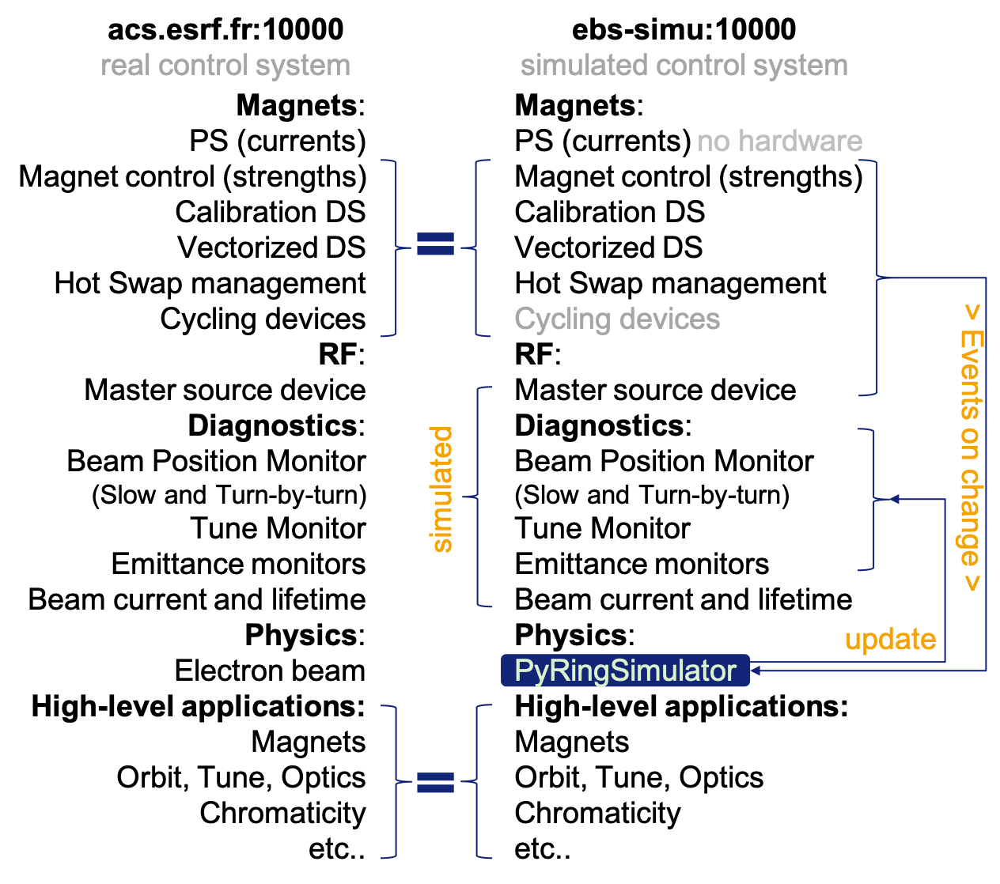 acs.esrf.fr:10000
real control system
Magnets:
PS (currents)
Magnet control (strengths)
Calibration DS
Vectorized DS
Hot Swap management
Cycling devices
RF:
Master source device
Diagnostics:
Beam Position Monitor
(Slow and Turn-by-turn)
Tune Monitor
Emittance monitors
Beam current and lifetime
Physics:
Electron beam
High-level applications:
Magnets
Orbit, Tune, Optics
Chromaticity
etc..
=
simulated
=
ebs-simu:10000
simulated control system
Magnets:
PS (currents) no hardware
Magnet control (strengths)
Calibration DS
Vectorized DS
Hot Swap management
Cycling devices
RF:
Master source device
Diagnostics:
Beam Position Monitor
(Slow and Turn-by-turn)
Tune Monitor
Emittance monitors
Beam current and lifetime
Physics:
PyRingSimulator
High-level applications:
Magnets
Orbit, Tune, Optics
Chromaticity
etc..
> Events on change >
update